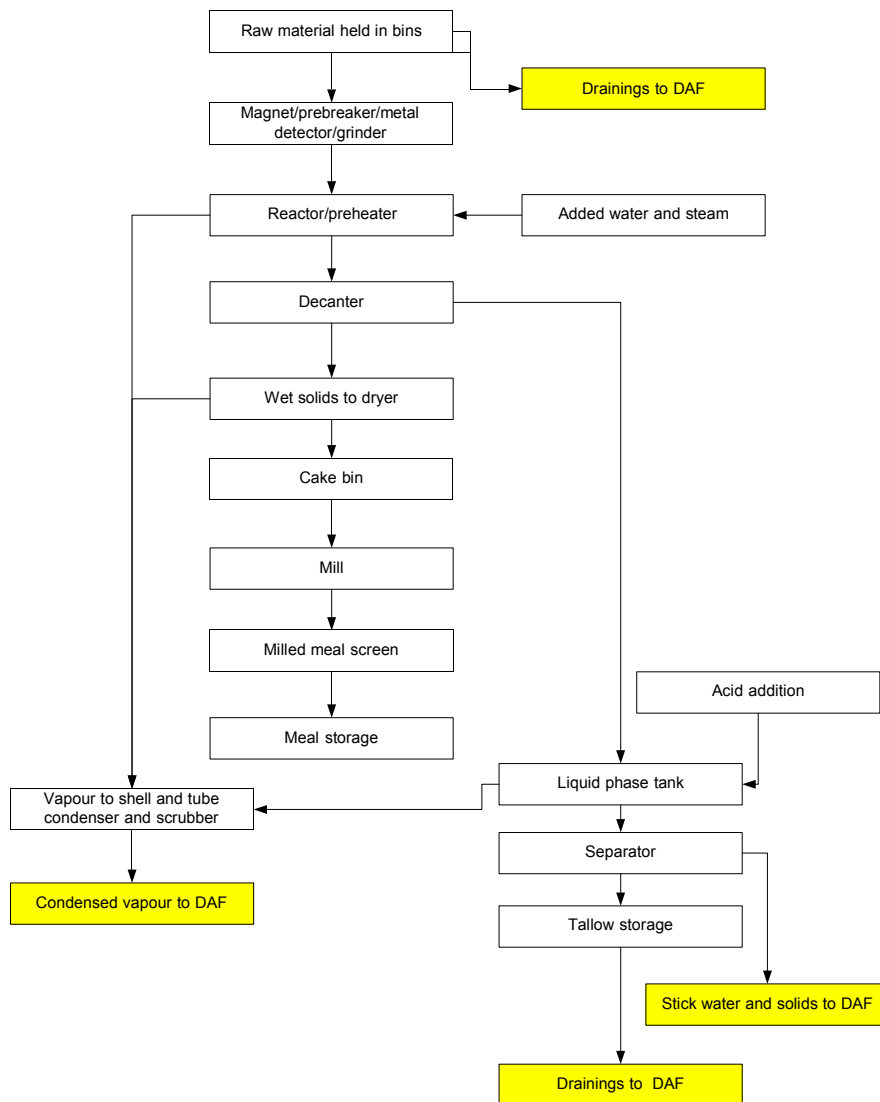 Raw material held in bins
Drainings to DAF
Magnet/prebreaker/metal
detector/grinder
Reactor/preheater
Added water and steam
Decanter
Wet solids to dryer
Cake bin
Mill
Milled meal screen
Acid addition
Meal storage
Liquid phase tank
Vapour to shell and tube
condenser and scrubber
Separator
Condensed vapour to DAF
Tallow storage
Stick water and solids to DAF
Drainings to DAF